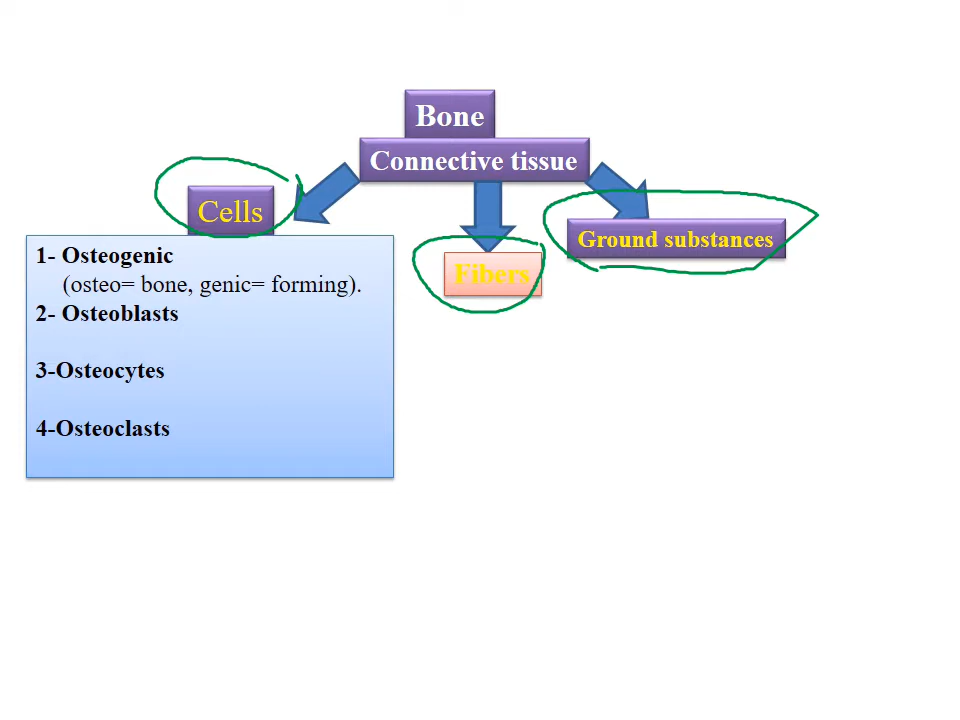 Bone
Connective tissue
Cells
Ground substances
Fibers
1- Osteogenic
(osteo= bone, genic= forming).
2- Osteoblasts
3-Osteocytes
4-Osteoclasts